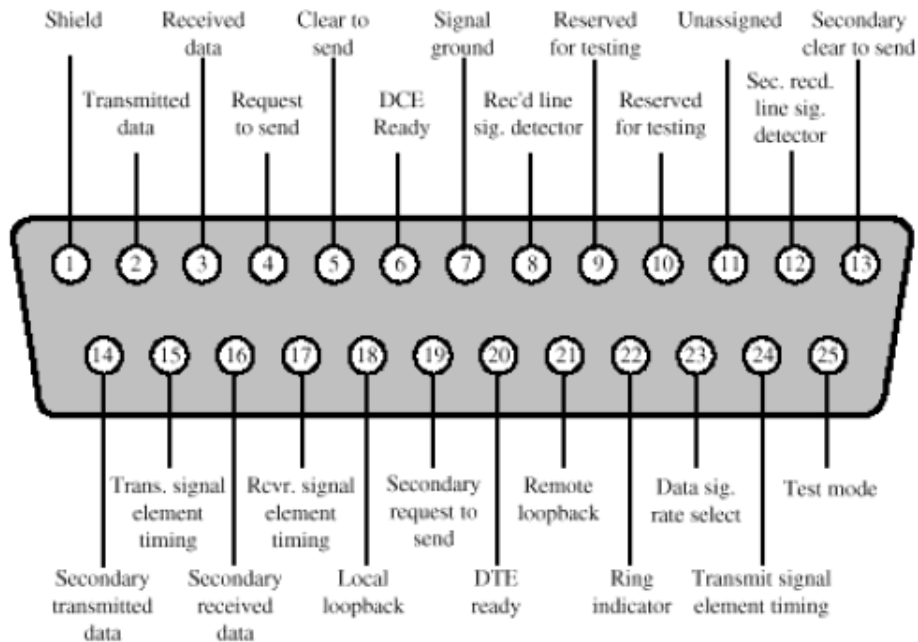 Shield
Received
data
Clear to
send
Signal
ground
Reserved
for testing
Unassigned
Secondary
clear to send
Transmitted
data
Request
to send
DCE
Ready
Rec'd line
sig. detector
Reserved
for testing
Sec. recd.
line sig.
detector
1 2 3 4 5 6 7 8 9 10 11 12 13
14 15 16 17 18 19 20 21 22 23 24 25
Trans. signal
element
timing
Rcvr. signal
element
timing
Secondary
request to
send
Remote
loopback
Data sig.
rate select
Test mode
Secondary
transmitted
data
Secondary
received
data
Local
loopback
DTE
ready
Ring
indicator
Transmit signal
element timing